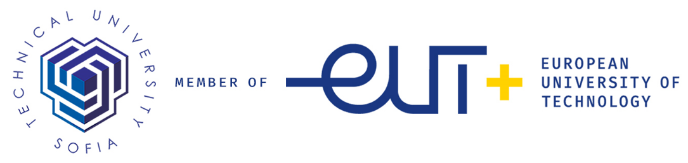 TECHNICAL UNIVERSITY
SOFIA
MEMBER OF
eut+
EUROPEAN
UNIVERSITY OF
TECHNOLOGY